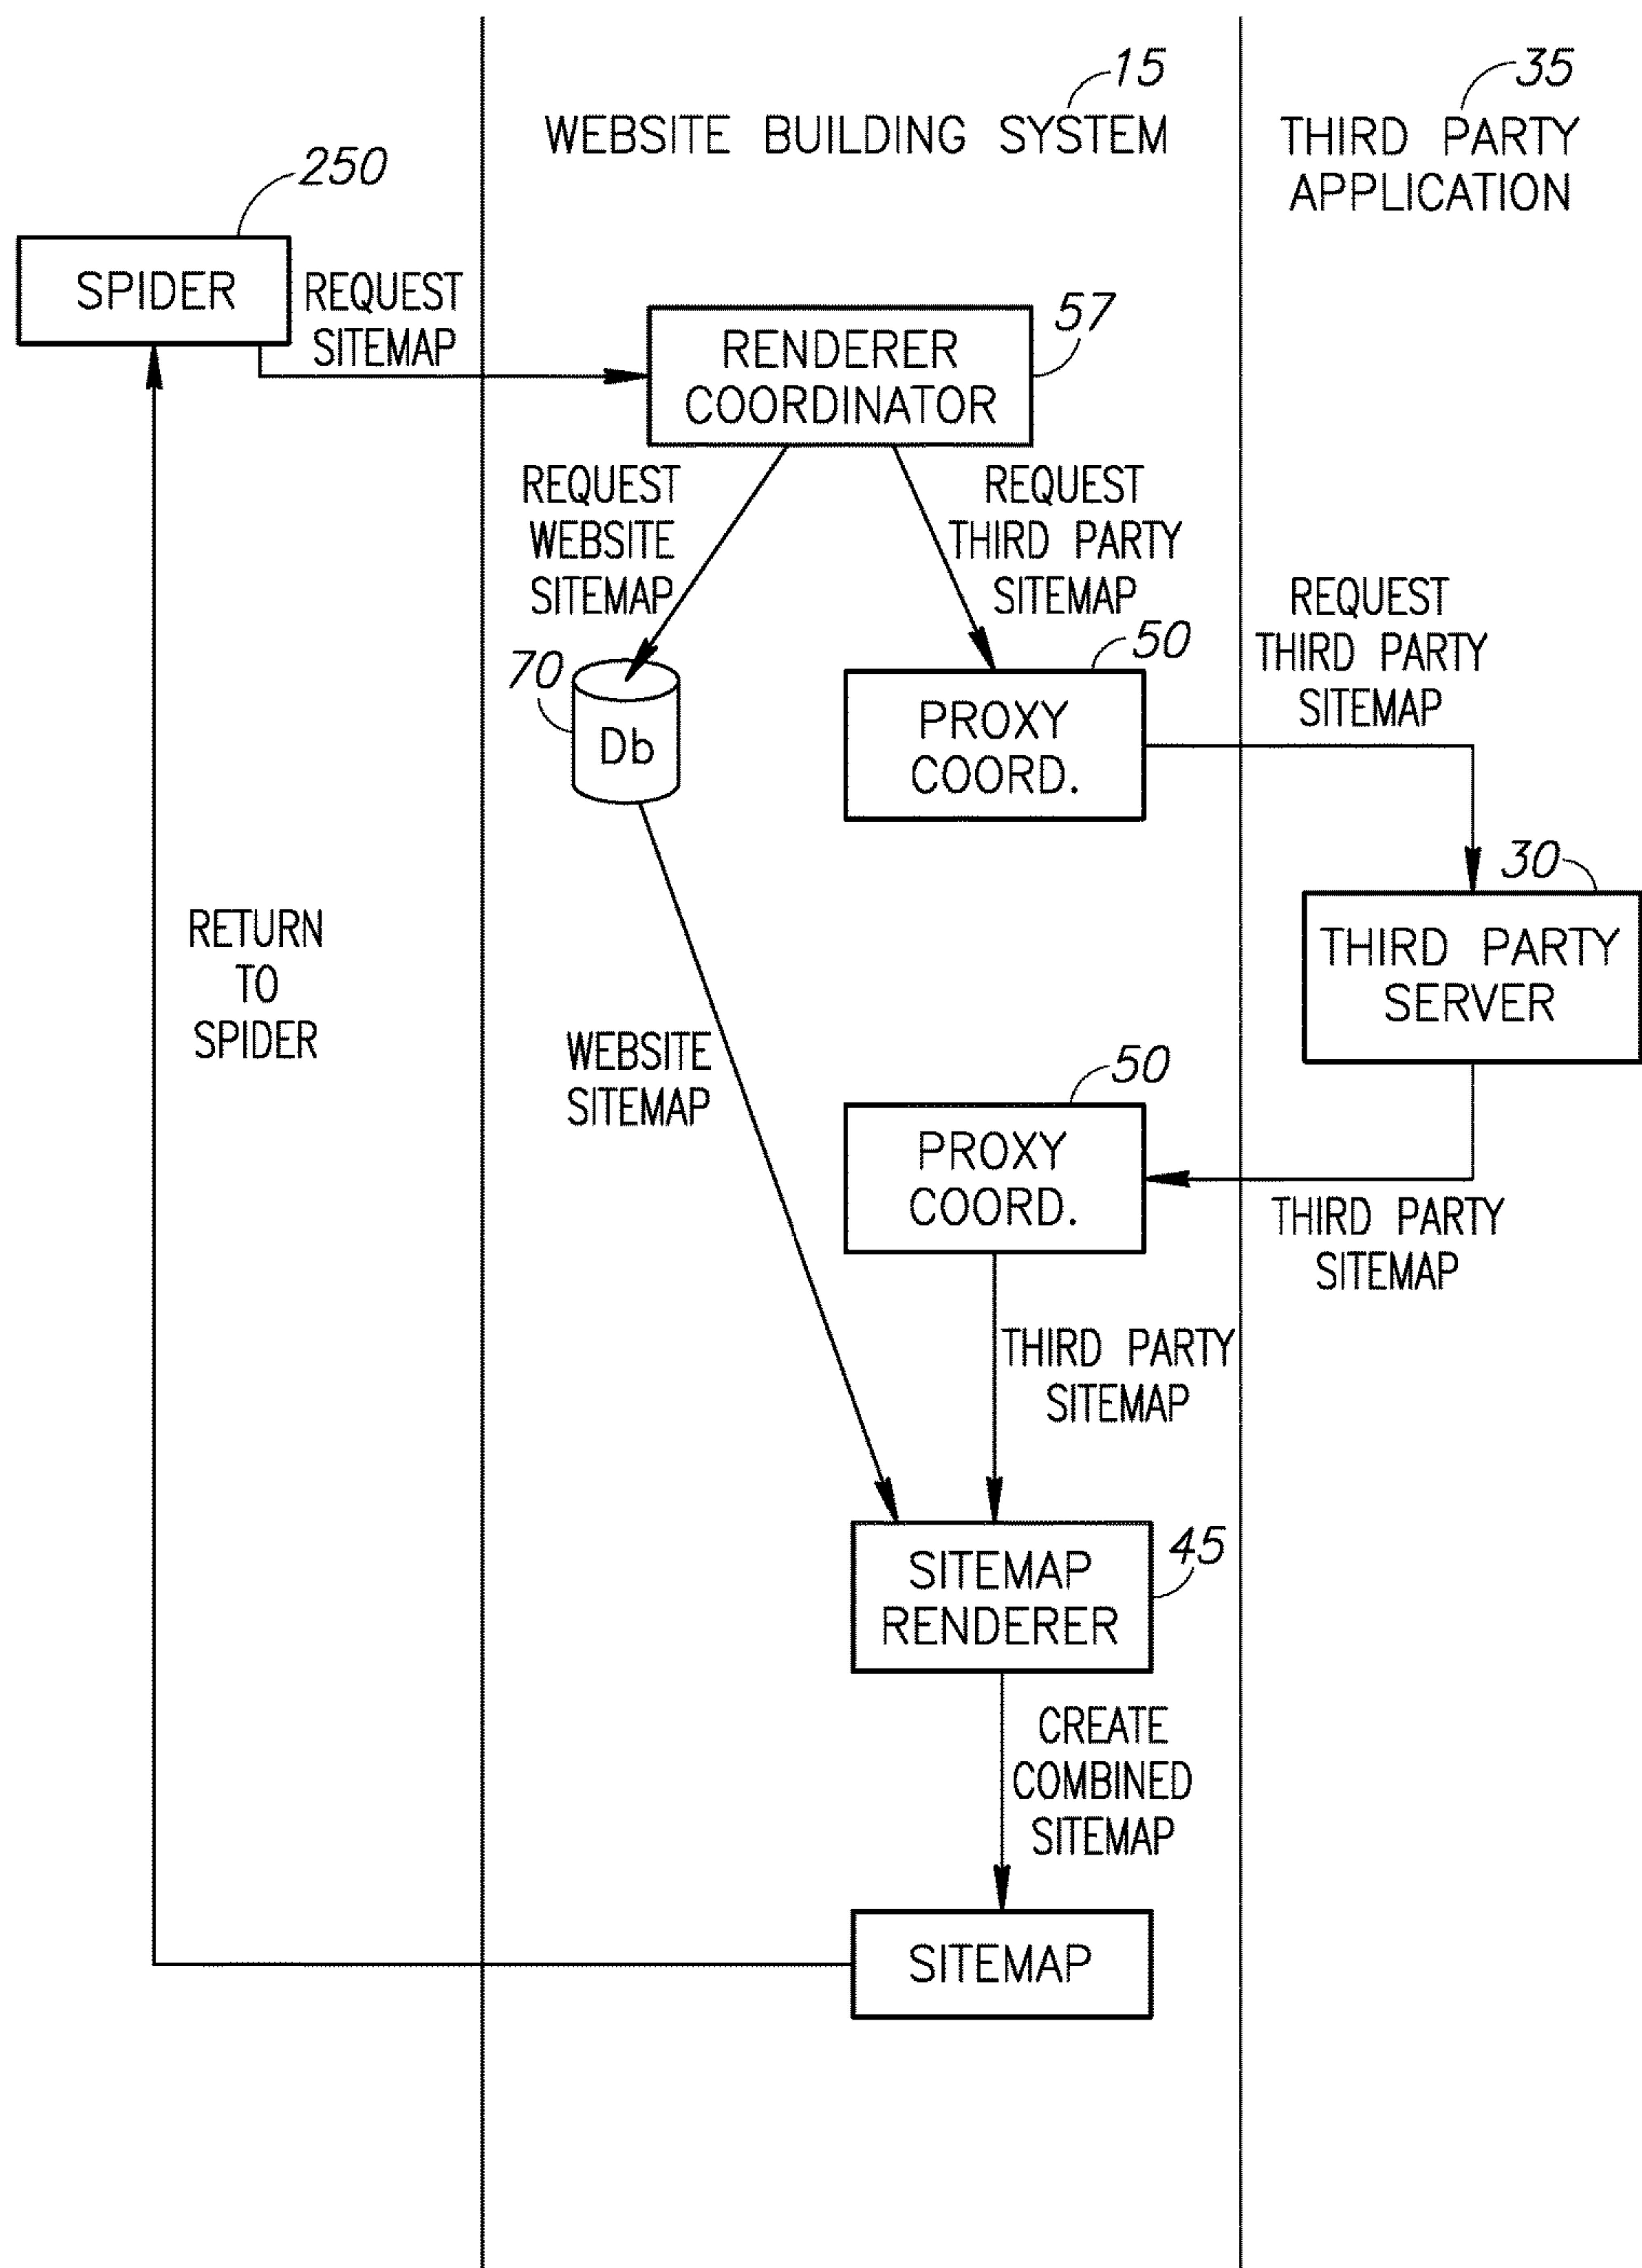 15
WEBSITE BUILDING SYSTEM
35
THIRD PARTY
APPLICATION
250
SPIDER
REQUEST
SITEMAP
57
RENDERER
COORDINATOR
REQUEST
WEBSITE
SITEMAP
REQUEST
THIRD PARTY
SITEMAP
REQUEST
THIRD PARTY
SITEMAP
70
Db
50
PROXY
COORD.
30
THIRD PARTY
SERVER
RETURN
TO
SPIDER
WEBSITE
SITEMAP
50
PROXY
COORD.
THIRD PARTY
SITEMAP
THIRD PARTY
SITEMAP
45
SITEMAP
RENDERER
CREATE
COMBINED
SITEMAP
SITEMAP